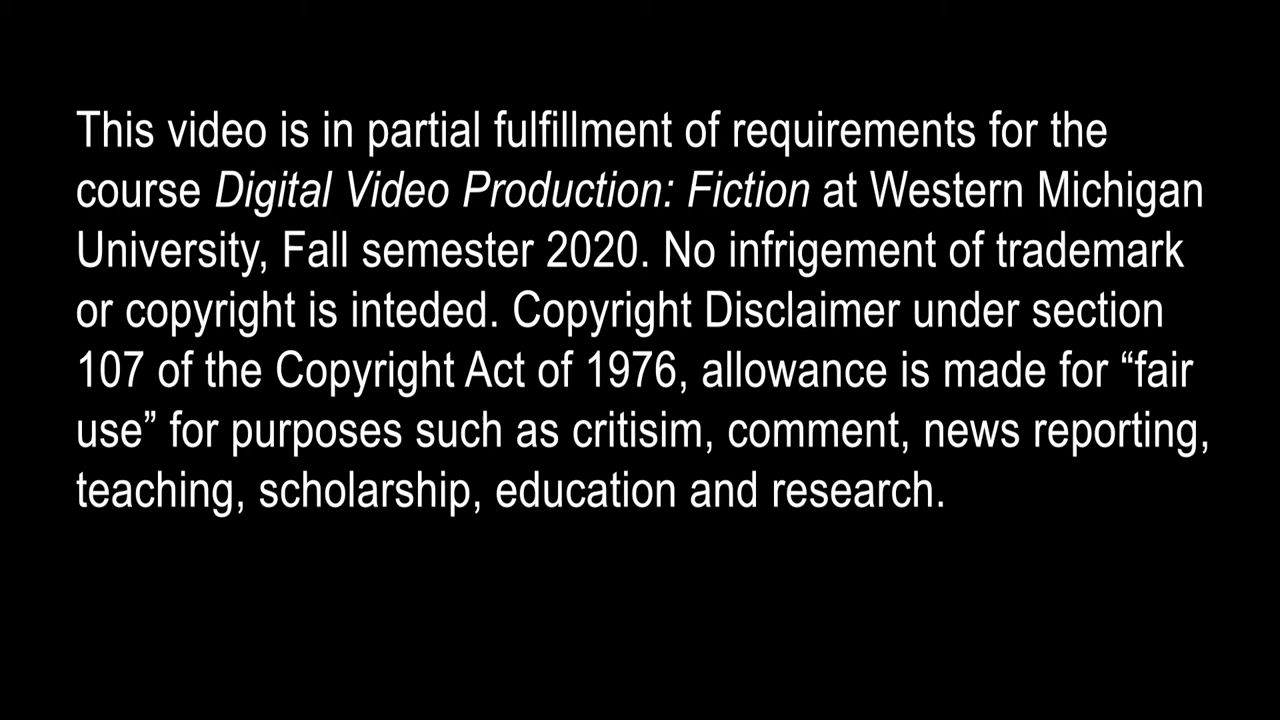 This video is in partial fulfillment of requirements for the
course Digital Video Production: Fiction at Western Michigan
University, Fall semester 2020. No infrigement of trademark
or copyright is inteded. Copyright Disclaimer under section
107 of the Copyright Act of 1976, allowance is made for “fair
use” for purposes such as critisim, comment, news reporting,
teaching, scholarship, education and research.